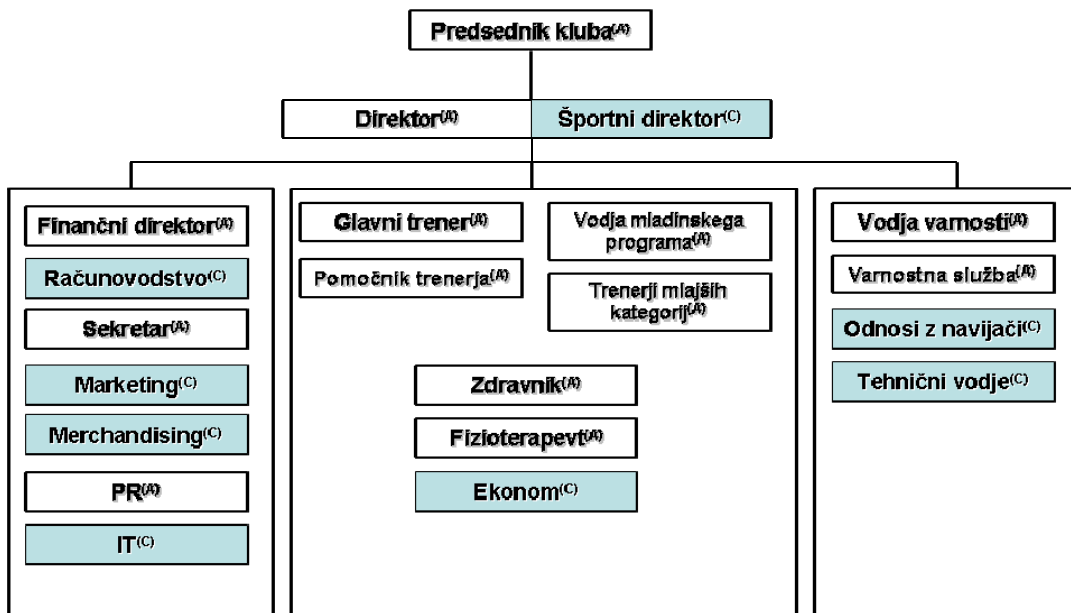 Predsednik kluba(A)
Direktor(A)
Športni direktor(C)
Finančni direktor(A)
Računovodstvo(C)
Sekretar(A)
Marketing(C)
Merchandising(C)
PR(A)
IT(C)
Glavni trener(A)
Pomočnik trenerja(A)
Vodja mladinskega
programa(A)
Trenerji mlajših
kategorij(A)
Zdravnik(A)
Fizioterapevt(A)
Ekonom(C)
Vodja varnosti(A)
Varnostna služba(A)
Odnosi z navijači(C)
Tehnični vodje(C)